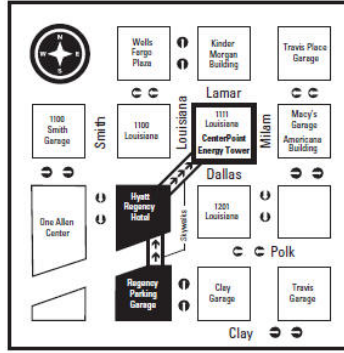 N
W E
S
Wells
Fargo
Plaza
Kinder
Morgan
Building
Travis Place
Garage
Lamar
1100
Smith
Garage
Smith
1100
Louisiana
Louisiana
1111
Louisiana
CenterPoint
Energy Tower
Milam
Macy's
Garage
Americana
Building
Dallas
One Allen
Center
Hyatt
Regency
Hotel
Skywalks
1201
Louisiana
Polk
Regency
Parking
Garage
Clay
Garage
Travis
Garage
Clay